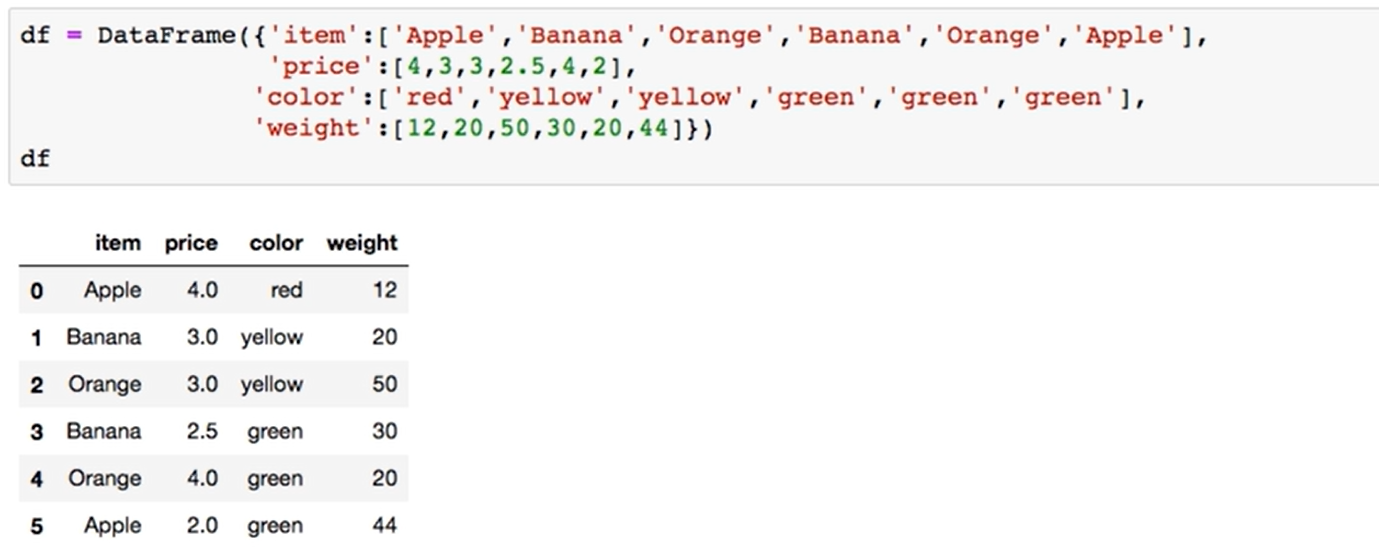 df = DataFrame({'item':['Apple','Banana','Orange','Banana','Orange','Apple'],
'price':[4,3,3,2.5,4,2],
'color':['red','yellow','yellow','green','green','green'],
'weight':[12,20,50,30,20,44]})
df
item price color weight
0 Apple 4.0 red 12
1 Banana 3.0 yellow 20
2 Orange 3.0 yellow 50
3 Banana 2.5 green 30
4 Orange 4.0 green 20
5 Apple 2.0 green 44